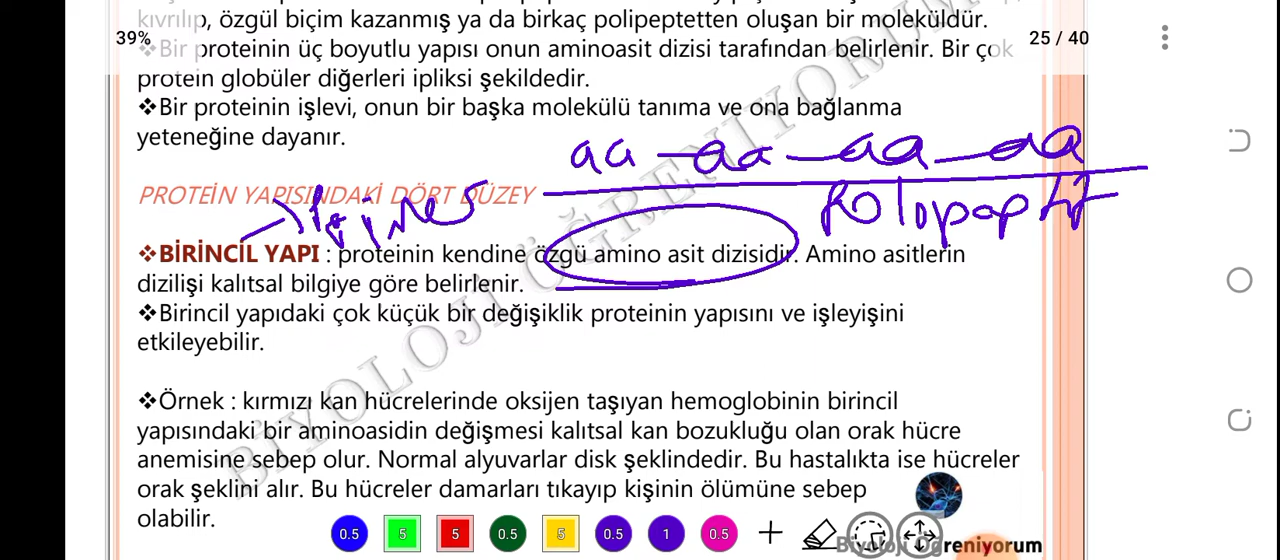 kıvrılıp, özgül biçim kazanmış ya da birkaç polipeptetten oluşan bir moleküldür.
39%
25 / 40
❖Bir proteinin üç boyutlu yapısı onun aminoasit dizisi tarafından belirlenir. Bir çok
protein globüler diğerleri ipliksi şekildedir.
❖Bir proteinin işlevi, onun bir başka molekülü tanıma ve ona bağlanma
yeteneğine dayanır.
aa - aa - aa - aa
PROTEİN YAPISINDAKİ DÖRT DÜZEY
❖BİRİNCİL YAPI : proteinin kendine özgü amino asit dizisidir. Amino asitlerin
dizilişi kalıtsal bilgiye göre belirlenir.
❖Birincil yapıdaki çok küçük bir değişiklik proteinin yapısını ve işleyişini
etkileyebilir.
❖Örnek : kırmızı kan hücrelerinde oksijen taşıyan hemoglobinin birincil
yapısındaki bir aminoasidin değişmesi kalıtsal kan bozukluğu olan orak hücre
anemisine sebep olur. Normal alyuvarlar disk şeklindedir. Bu hastalıkta ise hücreler
orak şeklini alır. Bu hücreler damarları tıkayıp kişinin ölümüne sebep
olabilir.
BİYOLOJİ ÖĞRENİYORUM
0.5 5 5 0.5 5 0.5 1 0.5
Biyoloji Öğreniyorum